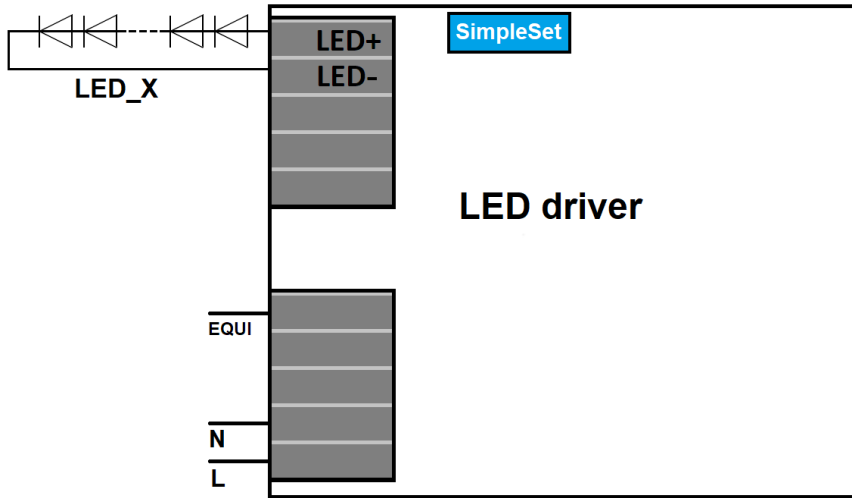 SimpleSet
LED+
LED-
LED_X
LED driver
EQUI
N
L